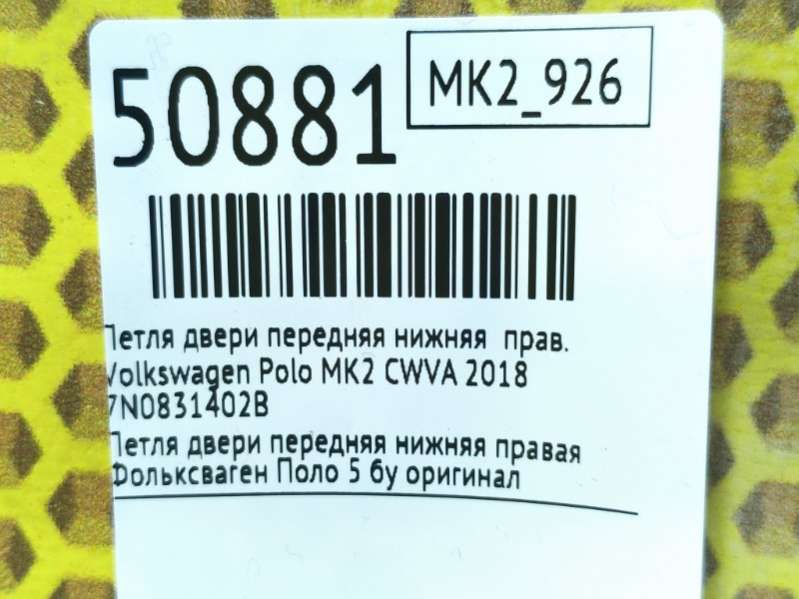 50881
MK2_926
Петля двери передняя нижняя прав.
Volkswagen Polo MK2 CWVA 2018
7N0831402B
Петля двери передняя нижняя правая
Фольксваген Поло 5 бу оригинал